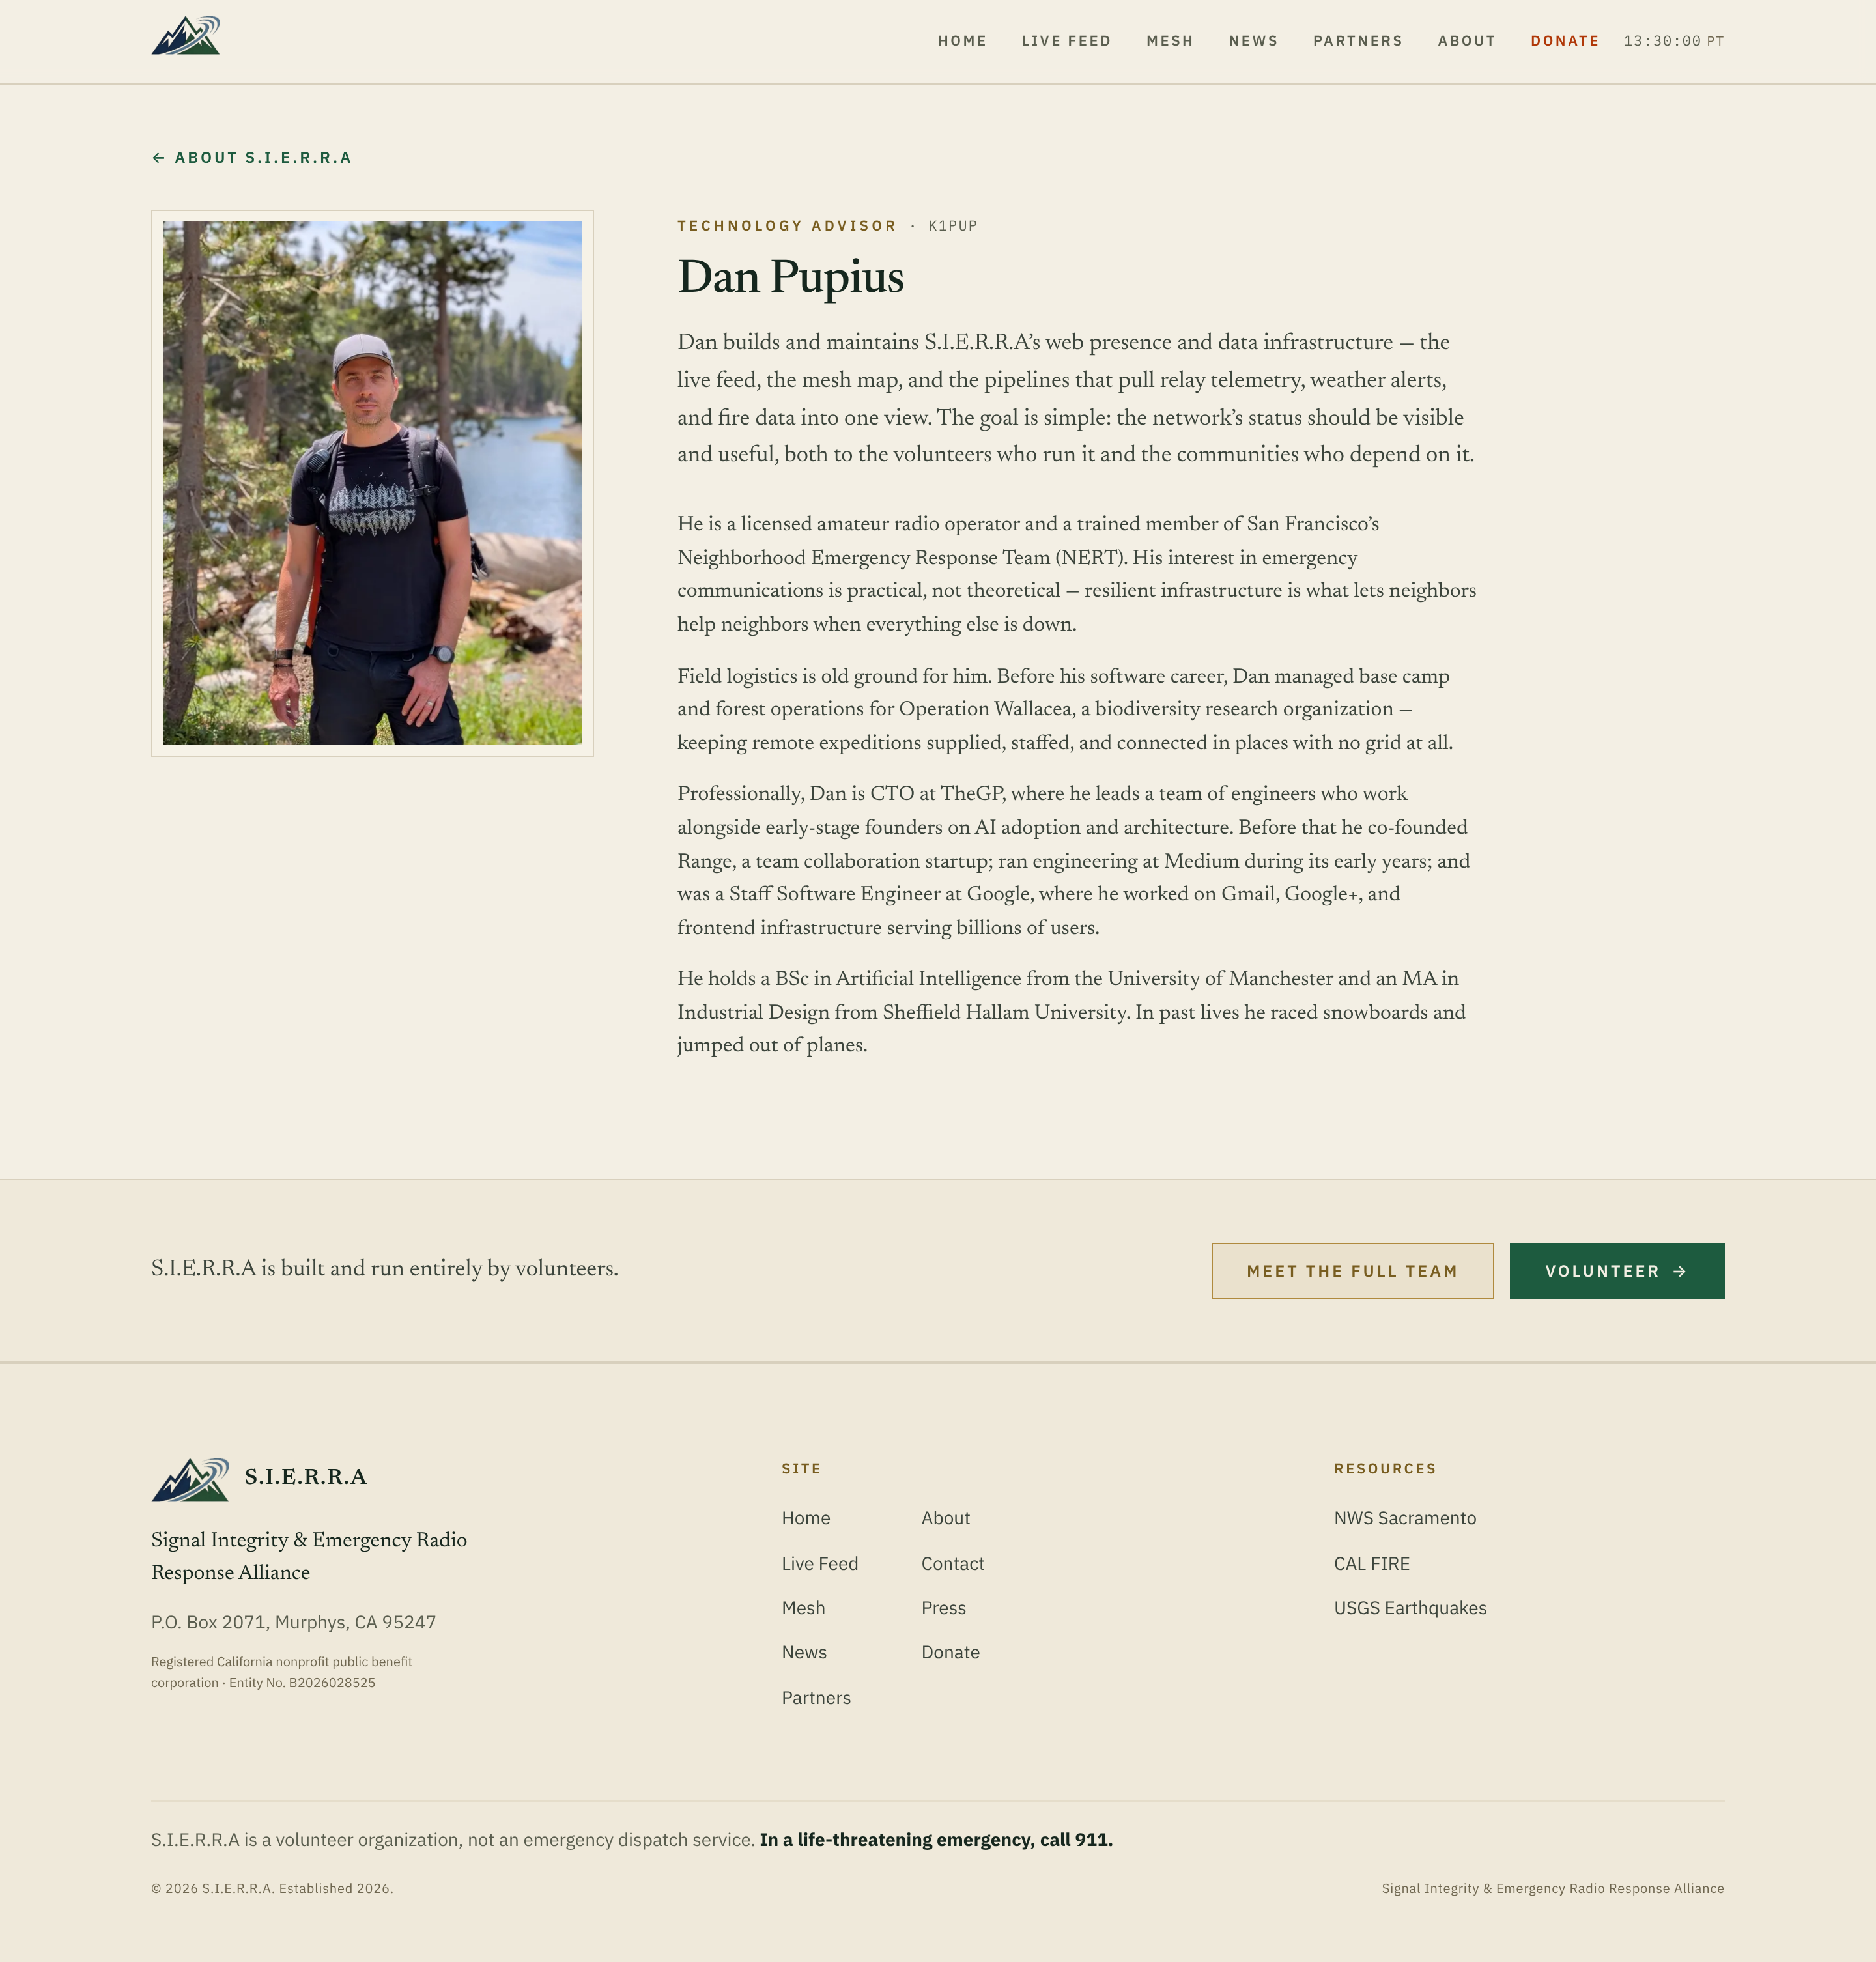 HOME LIVE FEED MESH NEWS PARTNERS ABOUT DONATE 13:30:00 PT
← ABOUT S.I.E.R.R.A
TECHNOLOGY ADVISOR · K1PUP
Dan Pupius
Dan builds and maintains S.I.E.R.R.A’s web presence and data infrastructure — the
live feed, the mesh map, and the pipelines that pull relay telemetry, weather alerts,
and fire data into one view. The goal is simple: the network’s status should be visible
and useful, both to the volunteers who run it and the communities who depend on it.
He is a licensed amateur radio operator and a trained member of San Francisco’s
Neighborhood Emergency Response Team (NERT). His interest in emergency
communications is practical, not theoretical — resilient infrastructure is what lets neighbors
help neighbors when everything else is down.
Field logistics is old ground for him. Before his software career, Dan managed base camp
and forest operations for Operation Wallacea, a biodiversity research organization —
keeping remote expeditions supplied, staffed, and connected in places with no grid at all.
Professionally, Dan is CTO at TheGP, where he leads a team of engineers who work
alongside early-stage founders on AI adoption and architecture. Before that he co-founded
Range, a team collaboration startup; ran engineering at Medium during its early years; and
was a Staff Software Engineer at Google, where he worked on Gmail, Google+, and
frontend infrastructure serving billions of users.
He holds a BSc in Artificial Intelligence from the University of Manchester and an MA in
Industrial Design from Sheffield Hallam University. In past lives he raced snowboards and
jumped out of planes.
S.I.E.R.R.A is built and run entirely by volunteers.
MEET THE FULL TEAM
VOLUNTEER →
S.I.E.R.R.A
Signal Integrity & Emergency Radio
Response Alliance
P.O. Box 2071, Murphys, CA 95247
Registered California nonprofit public benefit
corporation · Entity No. B2026028525
SITE
Home
Live Feed
Mesh
News
Partners
About
Contact
Press
Donate
RESOURCES
NWS Sacramento
CAL FIRE
USGS Earthquakes
S.I.E.R.R.A is a volunteer organization, not an emergency dispatch service. In a life-threatening emergency, call 911.
© 2026 S.I.E.R.R.A. Established 2026.
Signal Integrity & Emergency Radio Response Alliance